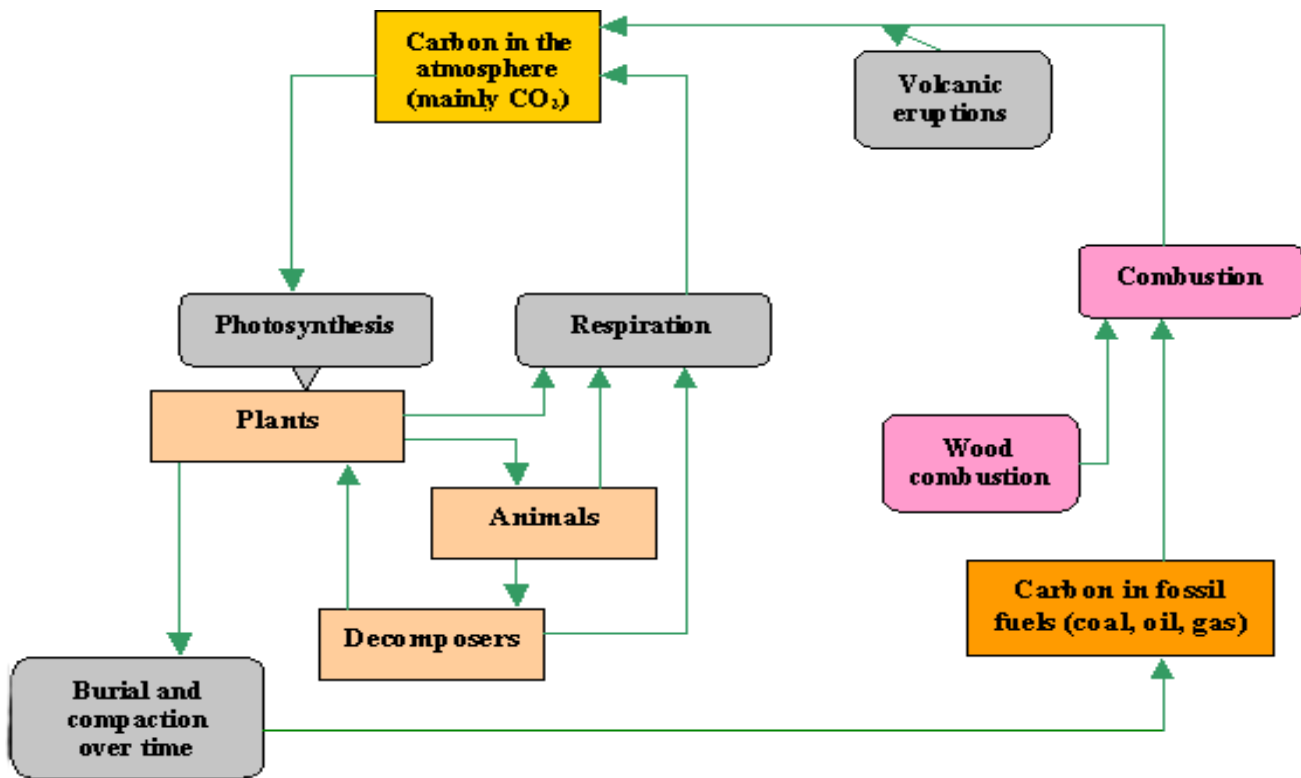 Carbon in the
atmosphere
(mainly CO₂)
Volcanic
eruptions
Photosynthesis
Respiration
Combustion
Plants
Wood
combustion
Animals
Carbon in fossil
fuels (coal, oil, gas)
Decomposers
Burial and
compaction
over time